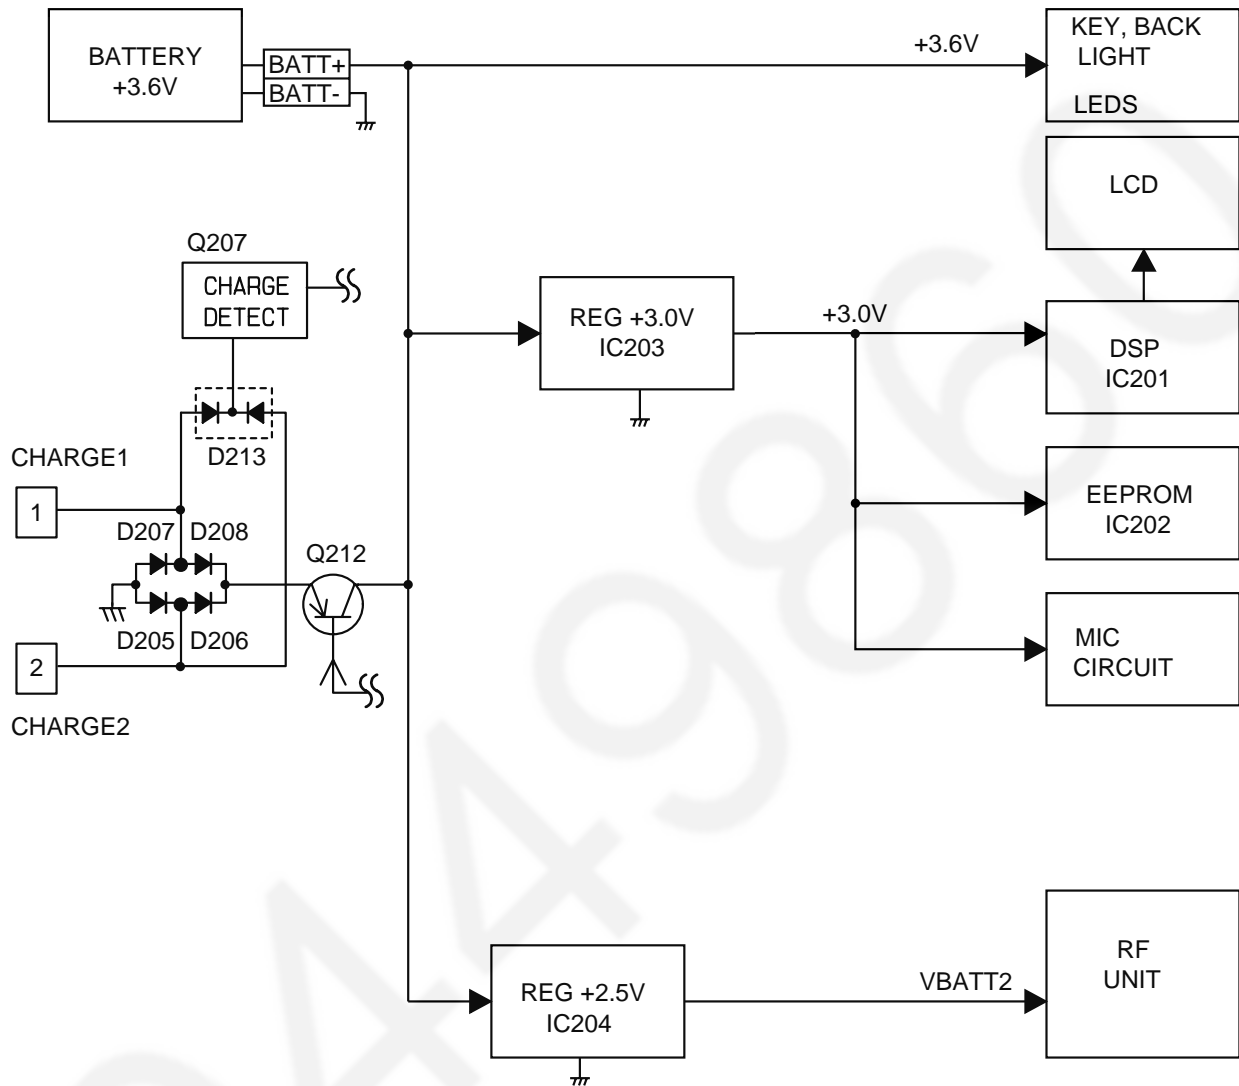 BATTERY
+3.6V
BATT+
BATT-
+3.6V
KEY, BACK
LIGHT
LEDS
LCD
Q207
CHARGE
DETECT
REG +3.0V
IC203
+3.0V
DSP
IC201
D213
CHARGE1
1
D207
D208
Q212
EEPROM
IC202
D205
D206
2
CHARGE2
MIC
CIRCUIT
REG +2.5V
IC204
VBATT2
RF
UNIT